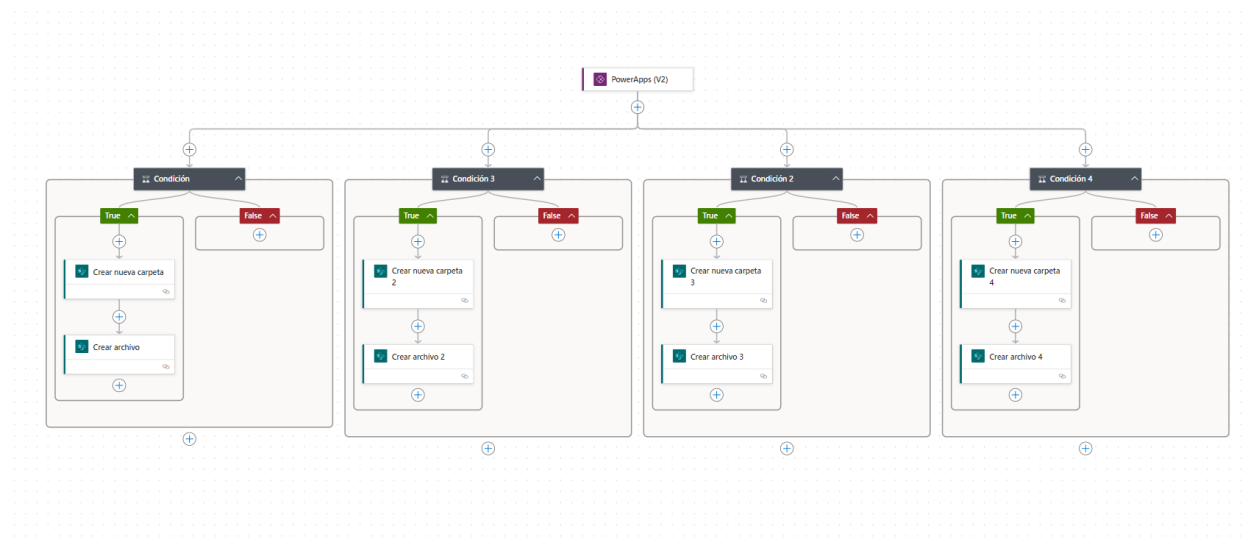 PowerApps (V2)
Condición
Condición 3
Condición 2
Condición 4
True
False
True
False
True
False
True
False
Crear nueva carpeta
Crear nueva carpeta
2
Crear nueva carpeta
3
Crear nueva carpeta
4
Crear archivo
Crear archivo 2
Crear archivo 3
Crear archivo 4